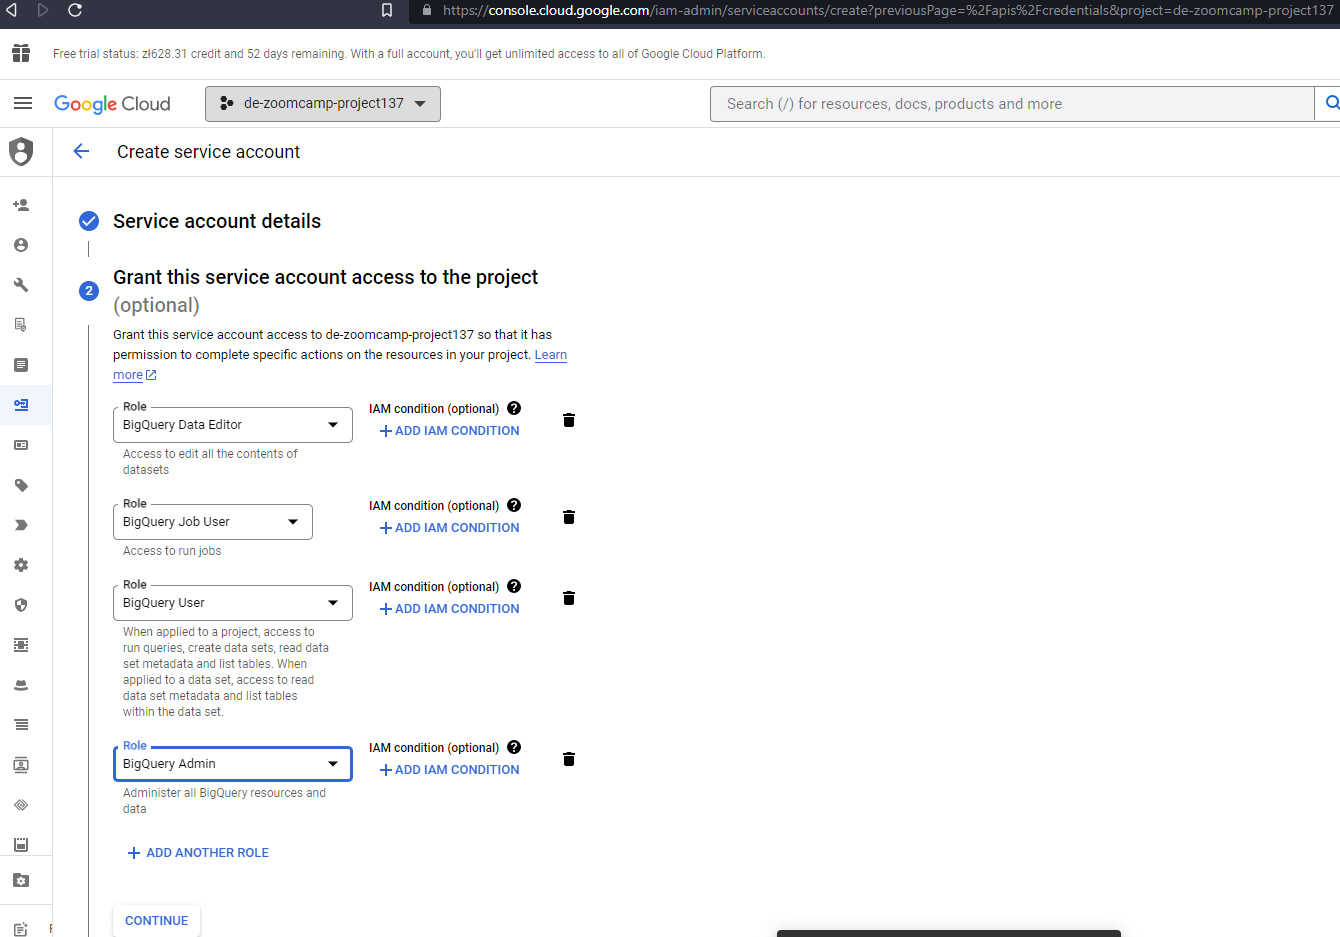 https://console.cloud.google.com/iam-admin/serviceaccounts/create?previousPage=%2Fapis%2Fcredentials&project=de-zoomcamp-project137
Free trial status: zł628.31 credit and 52 days remaining. With a full account, you'll get unlimited access to all of Google Cloud Platform.
Google Cloud
de-zoomcamp-project137
Search (/) for resources, docs, products and more
Create service account
Service account details
2
Grant this service account access to the project
(optional)
Grant this service account access to de-zoomcamp-project137 so that it has
permission to complete specific actions on the resources in your project. Learn
more
Role
BigQuery Data Editor
IAM condition (optional) ?
+ ADD IAM CONDITION
Access to edit all the contents of
datasets
Role
BigQuery Job User
IAM condition (optional) ?
+ ADD IAM CONDITION
Access to run jobs
Role
BigQuery User
IAM condition (optional) ?
+ ADD IAM CONDITION
When applied to a project, access to
run queries, create data sets, read data
set metadata and list tables. When
applied to a data set, access to read
data set metadata and list tables
within the data set.
Role
BigQuery Admin
IAM condition (optional) ?
+ ADD IAM CONDITION
Administer all BigQuery resources and
data
+ ADD ANOTHER ROLE
CONTINUE